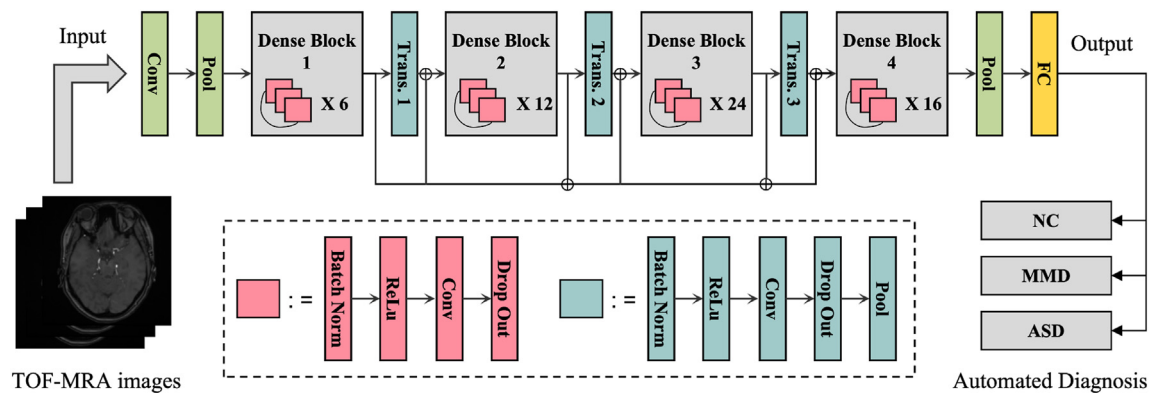 Input
Conv
Pool
Dense Block
1
X 6
Trans. 1
Dense Block
2
X 12
Trans. 2
Dense Block
3
X 24
Trans. 3
Dense Block
4
X 16
Pool
FC
Output
NC
MMD
ASD
: =
Batch Norm
ReLu
Conv
Drop Out
: =
Batch Norm
ReLu
Conv
Drop Out
Pool
TOF-MRA images
Automated Diagnosis